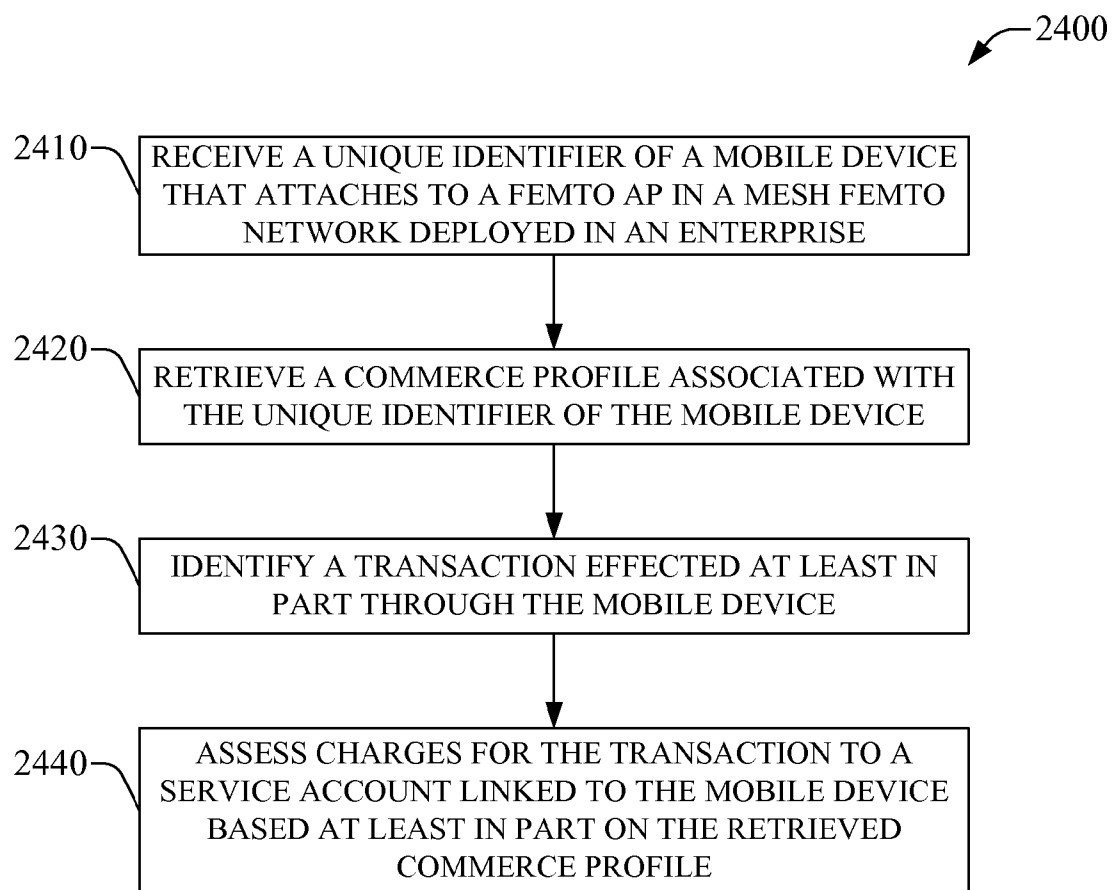 2400
2410
RECEIVE A UNIQUE IDENTIFIER OF A MOBILE DEVICE
THAT ATTACHES TO A FEMTO AP IN A MESH FEMTO
NETWORK DEPLOYED IN AN ENTERPRISE
2420
RETRIEVE A COMMERCE PROFILE ASSOCIATED WITH
THE UNIQUE IDENTIFIER OF THE MOBILE DEVICE
2430
IDENTIFY A TRANSACTION EFFECTED AT LEAST IN
PART THROUGH THE MOBILE DEVICE
2440
ASSESS CHARGES FOR THE TRANSACTION TO A
SERVICE ACCOUNT LINKED TO THE MOBILE DEVICE
BASED AT LEAST IN PART ON THE RETRIEVED
COMMERCE PROFILE